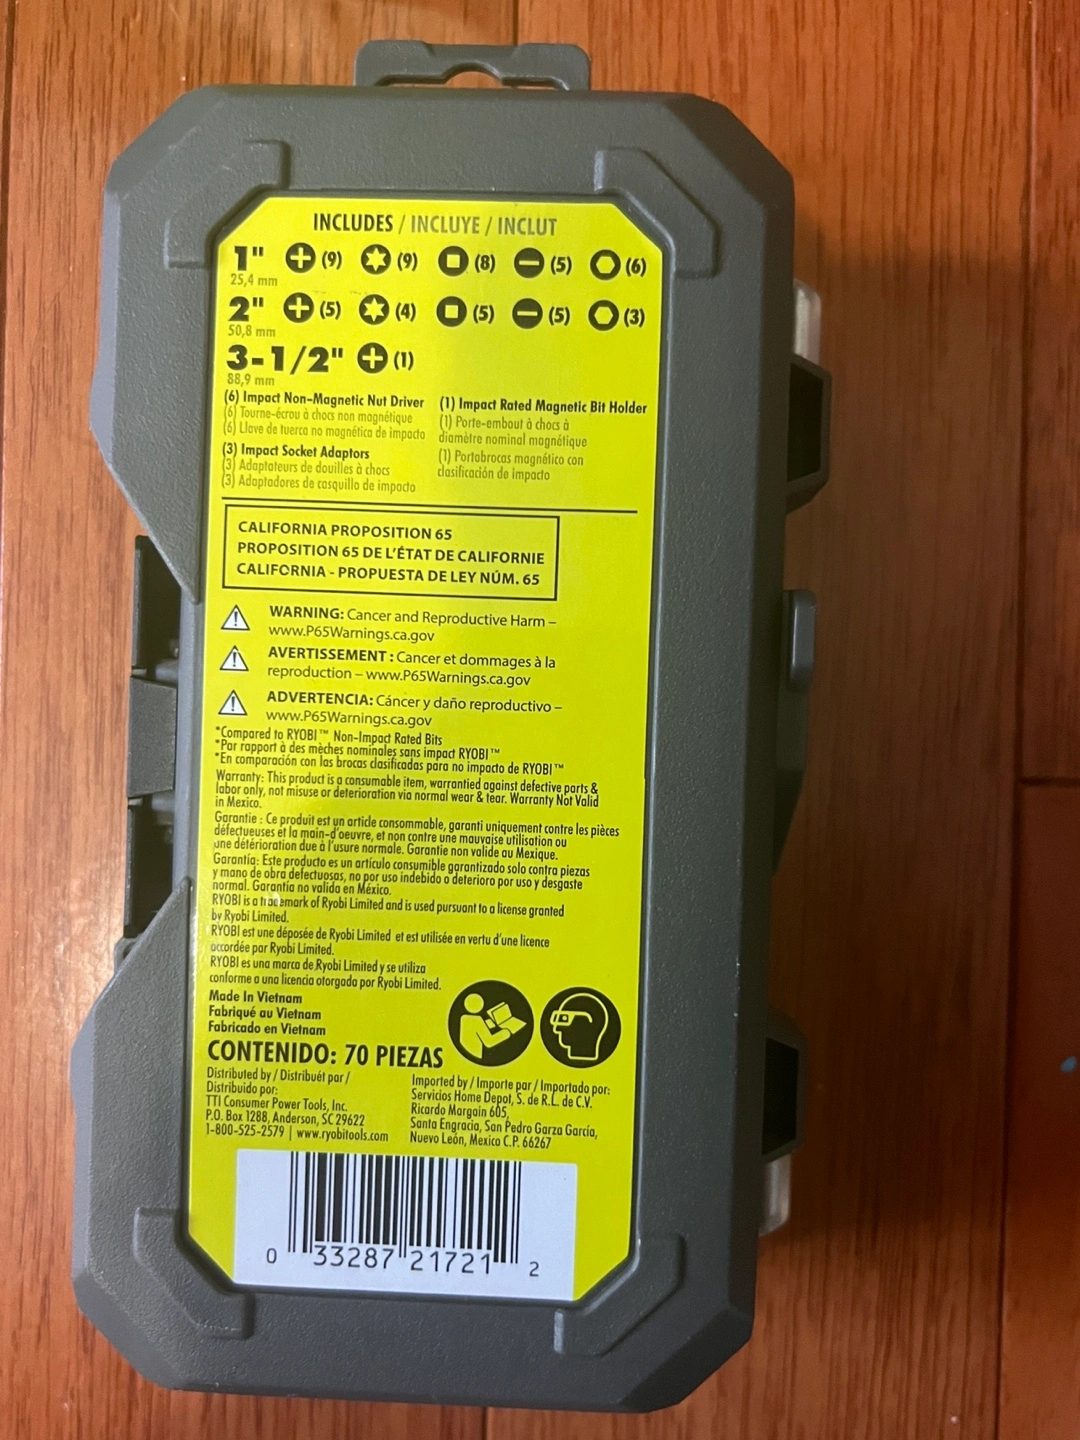 INCLUDES / INCLUYE / INCLUT
1" (9) (9) (8) (5) (6)
25,4 mm
2" (5) (4) (5) (5) (3)
50,8 mm
3-1/2" (1)
88,9 mm
(6) Impact Non-Magnetic Nut Driver
(6) Tourne-écrou à chocs non magnétique
(6) Llave de tuerca no magnética de impacto
(3) Impact Socket Adaptors
(3) Adaptateurs de douilles à chocs
(3) Adaptadores de casquillo de impacto
(1) Impact Rated Magnetic Bit Holder
(1) Porte-embout à chocs à
diamètre nominal magnétique
(1) Portabrocas magnético con
clasificación de impacto
CALIFORNIA PROPOSITION 65
PROPOSITION 65 DE L'ÉTAT DE CALIFORNIE
CALIFORNIA - PROPUESTA DE LEY NÚM. 65
WARNING: Cancer and Reproductive Harm –
www.P65Warnings.ca.gov
AVERTISSEMENT : Cancer et dommages à la
reproduction – www.P65Warnings.ca.gov
ADVERTENCIA: Cáncer y daño reproductivo –
www.P65Warnings.ca.gov
*Compared to RYOBI™ Non-Impact Rated Bits
*Par rapport à des mèches nominales sans impact RYOBI™
*En comparación con las brocas clasificadas para no impacto de RYOBI™
Warranty: This product is a consumable item, warrantied against defective parts &
labor only, not misuse or deterioration via normal wear & tear. Warranty Not Valid
in Mexico.
Garantie : Ce produit est un article consommable, garanti uniquement contre les pièces
défectueuses et la main-d'oeuvre, et non contre une mauvaise utilisation ou
une détérioration due à l'usure normale. Garantie non valide au Mexique.
Garantía: Este producto es un artículo consumible garantizado solo contra piezas
y mano de obra defectuosas, no por uso indebido o deterioro por uso y desgaste
normal. Garantía no valida en México.
RYOBI is a trademark of Ryobi Limited and is used pursuant to a license granted
by Ryobi Limited.
RYOBI est une déposée de Ryobi Limited et est utilisée en vertu d'une licence
accordée par Ryobi Limited.
RYOBI es una marca de Ryobi Limited y se utiliza
conforme a una licencia otorgada por Ryobi Limited.
Made In Vietnam
Fabriqué au Vietnam
Fabricado en Vietnam
CONTENIDO: 70 PIEZAS
Distributed by / Distribuét par /
Distribuido por:
TTI Consumer Power Tools, Inc.
P.O. Box 1288, Anderson, SC 29622
1-800-525-2579 | www.ryobitools.com
Imported by / Importe par / Importado por:
Servicios Home Depot, S. de R.L. de C.V.
Ricardo Margain 605,
Santa Engracia, San Pedro Garza García,
Nuevo León, Mexico C.P. 66267
0 33287 21721 2